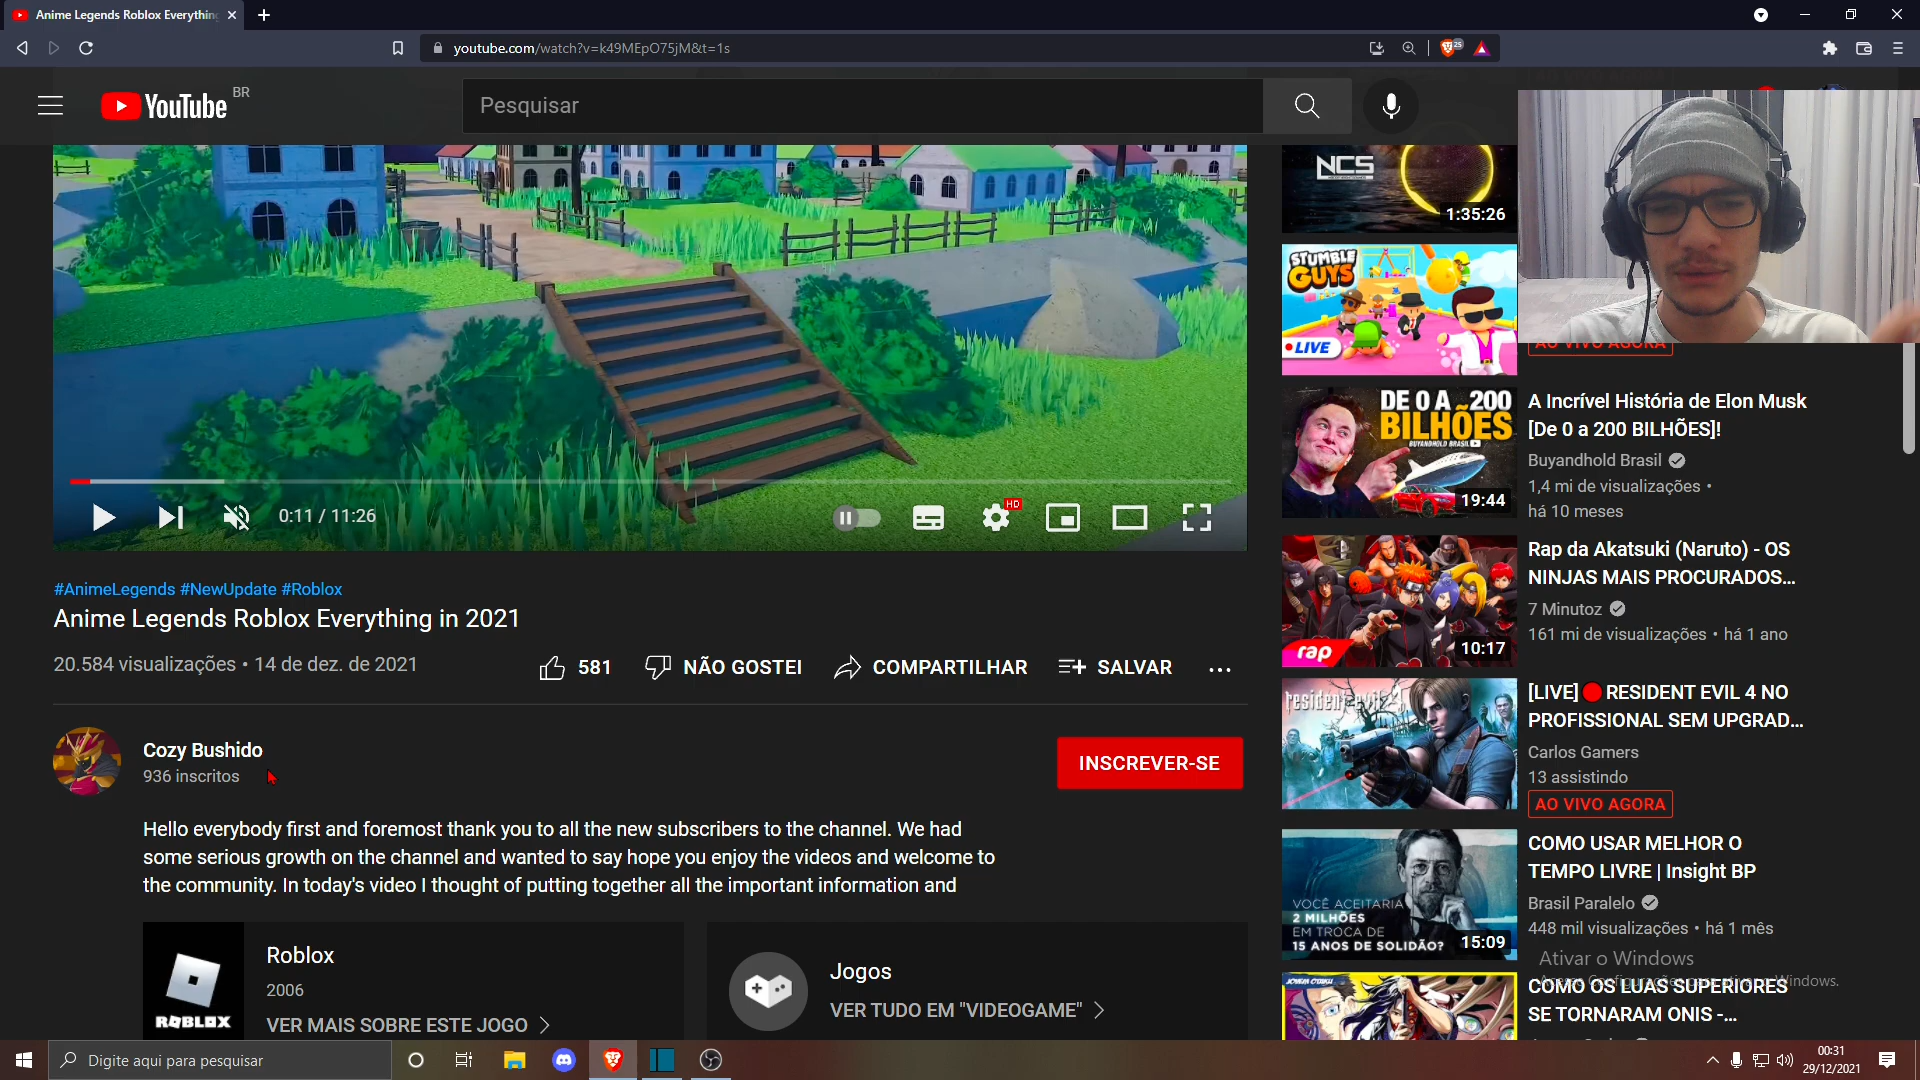 Anime Legends Roblox Everything
youtube.com/watch?v=k49MEpO75jM&t=1s
25
YouTube BR
Pesquisar
NCS
1:35:26
STUMBLE
GUYS
LIVE
AO VIVO AGORA
DE 0 A 200
BILHÕES
BUYANDHOLD BRASIL
19:44
A Incrível História de Elon Musk
[De 0 a 200 BILHÕES]!
Buyandhold Brasil
1,4 mi de visualizações •
há 10 meses
0:11 / 11:26
HD
rap
10:17
Rap da Akatsuki (Naruto) - OS
NINJAS MAIS PROCURADOS...
7 Minutoz
161 mi de visualizações • há 1 ano
#AnimeLegends #NewUpdate #Roblox
Anime Legends Roblox Everything in 2021
20.584 visualizações • 14 de dez. de 2021
581
NÃO GOSTEI
COMPARTILHAR
SALVAR
resident evil 4
[LIVE] RESIDENT EVIL 4 NO
PROFISSIONAL SEM UPGRAD...
Carlos Gamers
13 assistindo
AO VIVO AGORA
Cozy Bushido
936 inscritos
INSCREVER-SE
Hello everybody first and foremost thank you to all the new subscribers to the channel. We had
some serious growth on the channel and wanted to say hope you enjoy the videos and welcome to
the community. In today's video I thought of putting together all the important information and
VOCÊ ACEITARIA
2 MILHÕES
EM TROCA DE
15 ANOS DE SOLIDÃO?
15:09
COMO USAR MELHOR O
TEMPO LIVRE | Insight BP
Brasil Paralelo
448 mil visualizações • há 1 mês
Ativar o Windows
COMO OS LUAS SUPERIORES
SE TORNARAM ONIS -...
ROBLOX
Roblox
2006
VER MAIS SOBRE ESTE JOGO
Jogos
VER TUDO EM "VIDEOGAME"
Digite aqui para pesquisar
00:31
29/12/2021